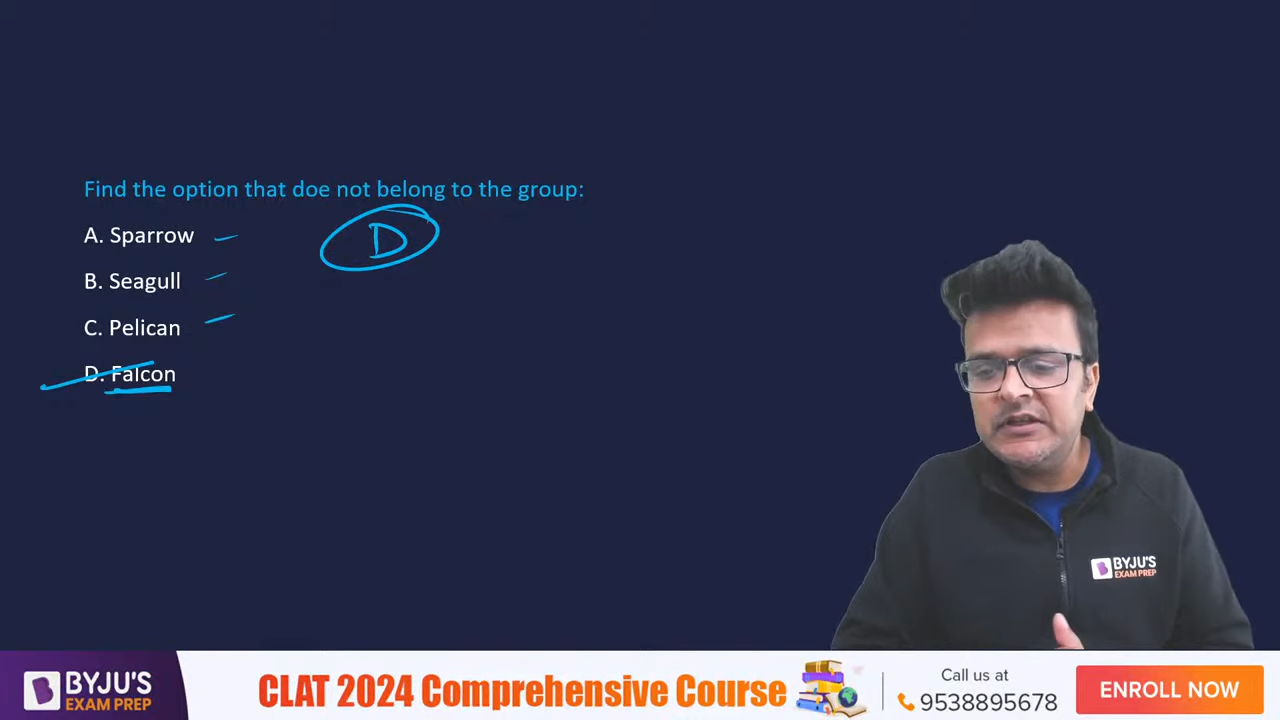 Find the option that doe not belong to the group:
A. Sparrow
D
B. Seagull
C. Pelican
D. Falcon
BYJU'S
EXAM PREP
BYJU'S
EXAM PREP
CLAT 2024 Comprehensive Course
Call us at
9538895678
ENROLL NOW